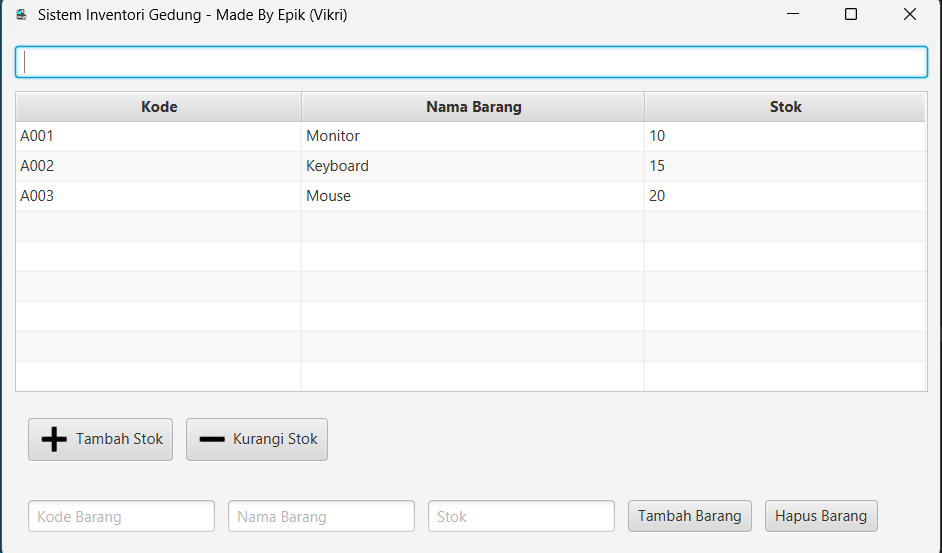 Sistem Inventori Gedung - Made By Epik (Vikri)
Kode Nama Barang Stok
A001 Monitor 10
A002 Keyboard 15
A003 Mouse 20
Tambah Stok Kurangi Stok
Kode Barang Nama Barang Stok Tambah Barang Hapus Barang